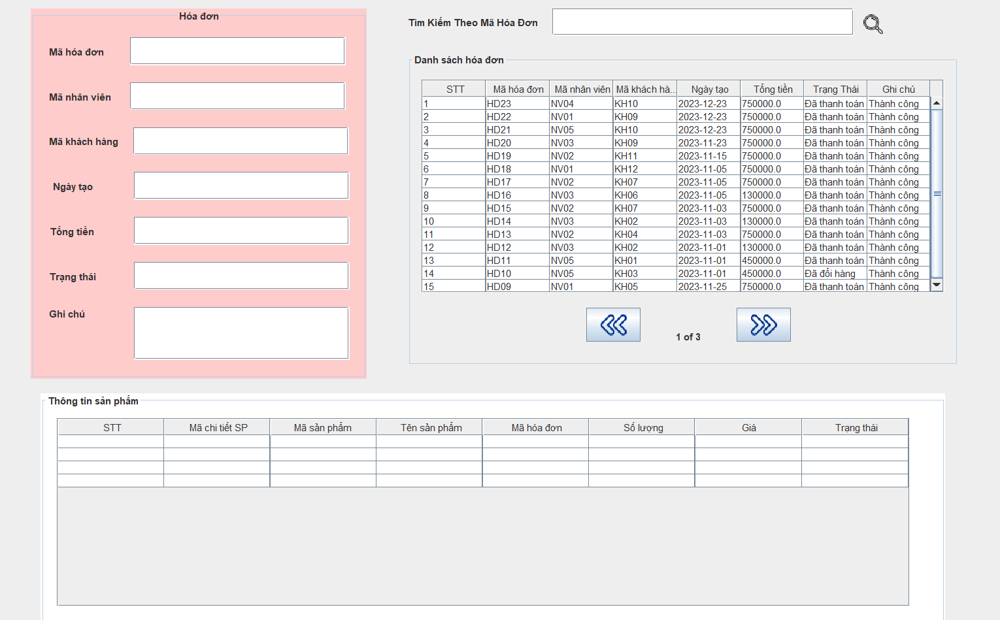 Hóa đơn
Mã hóa đơn
Mã nhân viên
Mã khách hàng
Ngày tạo
Tổng tiền
Trạng thái
Ghi chú
Tìm Kiếm Theo Mã Hóa Đơn
Danh sách hóa đơn
STT Mã hóa đơn Mã nhân viên Mã khách hà... Ngày tạo Tổng tiền Trạng Thái Ghi chú
1 HD23 NV04 KH10 2023-12-23 750000.0 Đã thanh toán Thành công
2 HD22 NV01 KH09 2023-12-23 750000.0 Đã thanh toán Thành công
3 HD21 NV05 KH10 2023-12-23 750000.0 Đã thanh toán Thành công
4 HD20 NV03 KH09 2023-11-23 750000.0 Đã thanh toán Thành công
5 HD19 NV02 KH11 2023-11-15 750000.0 Đã thanh toán Thành công
6 HD18 NV01 KH12 2023-11-05 750000.0 Đã thanh toán Thành công
7 HD17 NV02 KH07 2023-11-05 750000.0 Đã thanh toán Thành công
8 HD16 NV03 KH06 2023-11-05 130000.0 Đã thanh toán Thành công
9 HD15 NV02 KH07 2023-11-03 750000.0 Đã thanh toán Thành công
10 HD14 NV03 KH02 2023-11-03 130000.0 Đã thanh toán Thành công
11 HD13 NV02 KH04 2023-11-03 750000.0 Đã thanh toán Thành công
12 HD12 NV03 KH02 2023-11-01 130000.0 Đã thanh toán Thành công
13 HD11 NV05 KH01 2023-11-01 450000.0 Đã thanh toán Thành công
14 HD10 NV05 KH03 2023-11-01 450000.0 Đã đổi hàng Thành công
15 HD09 NV01 KH05 2023-11-25 750000.0 Đã thanh toán Thành công
1 of 3
Thông tin sản phẩm
STT Mã chi tiết SP Mã sản phẩm Tên sản phẩm Mã hóa đơn Số lượng Giá Trạng thái